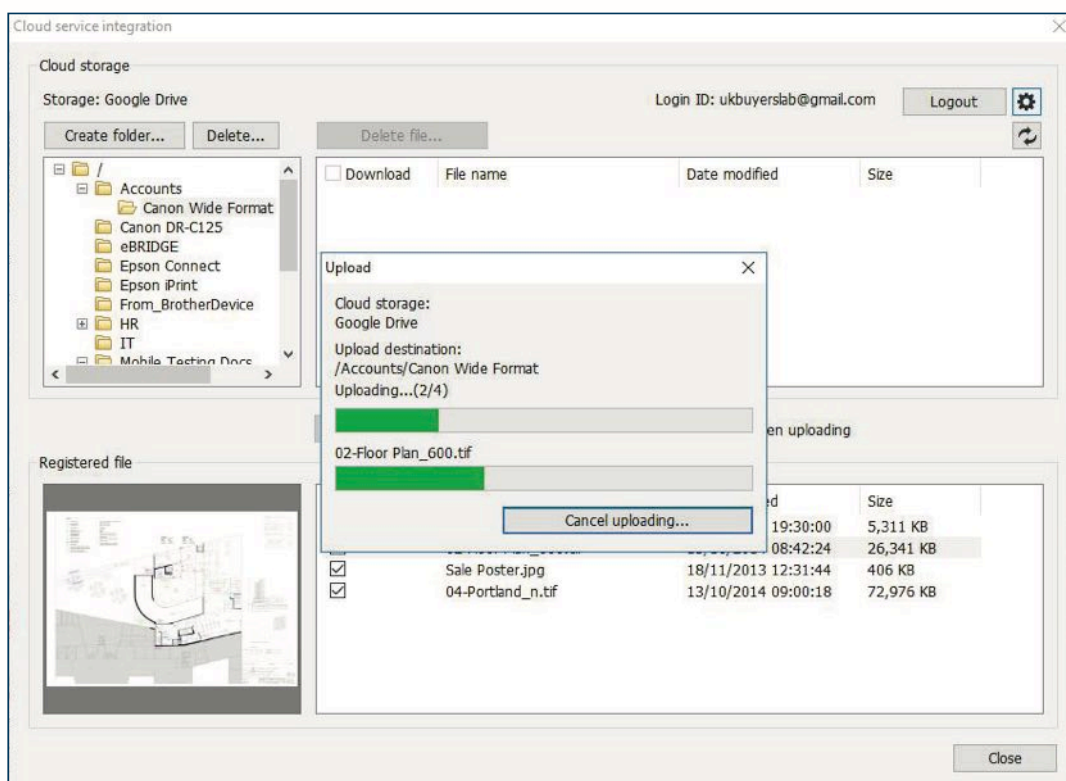 Cloud service integration
Cloud storage
Storage: Google Drive
Login ID: ukbuyerslab@gmail.com
Logout
Create folder...
Delete...
Delete file...
/
Accounts
Canon Wide Format
Canon DR-C125
eBRIDGE
Epson Connect
Epson iPrint
From_BrotherDevice
HR
IT
Mobile Testing Docs
Download File name Date modified Size
Upload
Cloud storage:
Google Drive
Upload destination:
/Accounts/Canon Wide Format
Uploading...(2/4)
02-Floor Plan_600.tif
Cancel uploading...
en uploading
Registered file
ed Size
19:30:00 5,311 KB
08:42:24 26,341 KB
Sale Poster.jpg 18/11/2013 12:31:44 406 KB
04-Portland_n.tif 13/10/2014 09:00:18 72,976 KB
Close